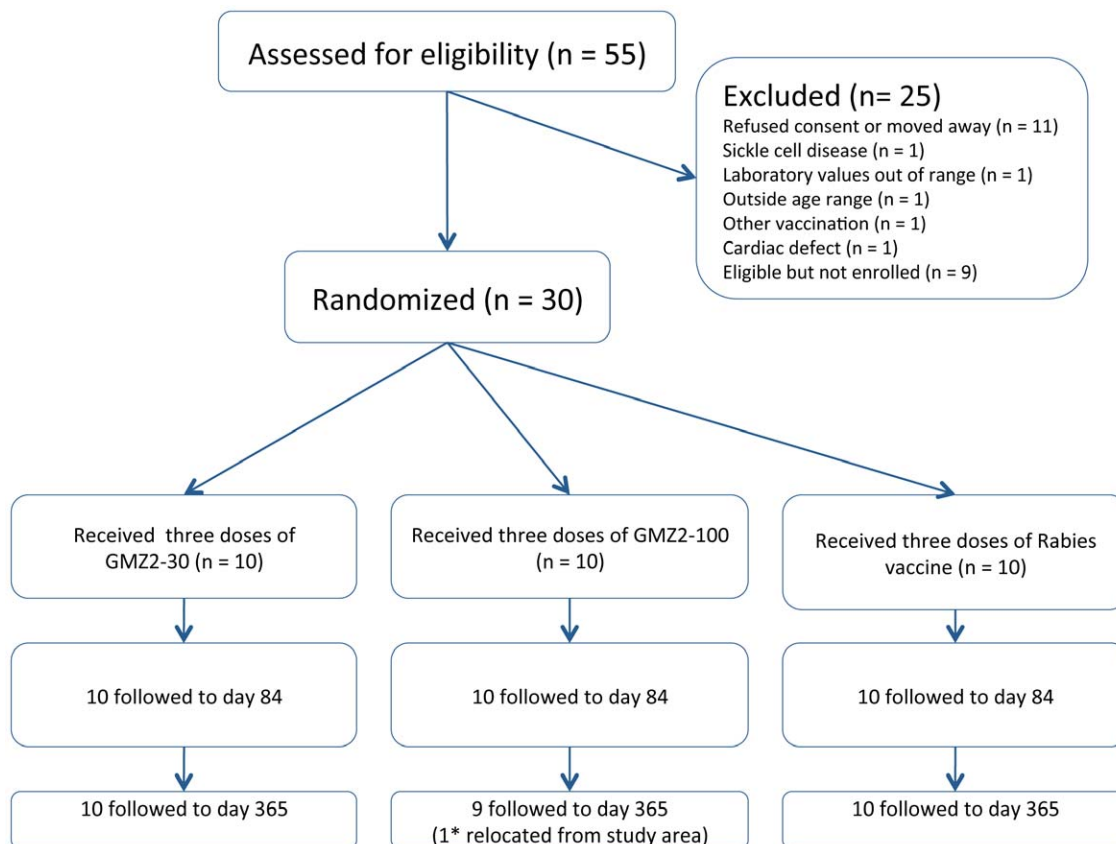 Assessed for eligibility (n = 55)
Excluded (n= 25)
Refused consent or moved away (n = 11)
Sickle cell disease (n = 1)
Laboratory values out of range (n = 1)
Outside age range (n = 1)
Other vaccination (n = 1)
Cardiac defect (n = 1)
Eligible but not enrolled (n = 9)
Randomized (n = 30)
Received three doses of
GMZ2-30 (n = 10)
Received three doses of GMZ2-100
(n = 10)
Received three doses of Rabies
vaccine (n = 10)
10 followed to day 84
10 followed to day 84
10 followed to day 84
10 followed to day 365
9 followed to day 365
(1* relocated from study area)
10 followed to day 365